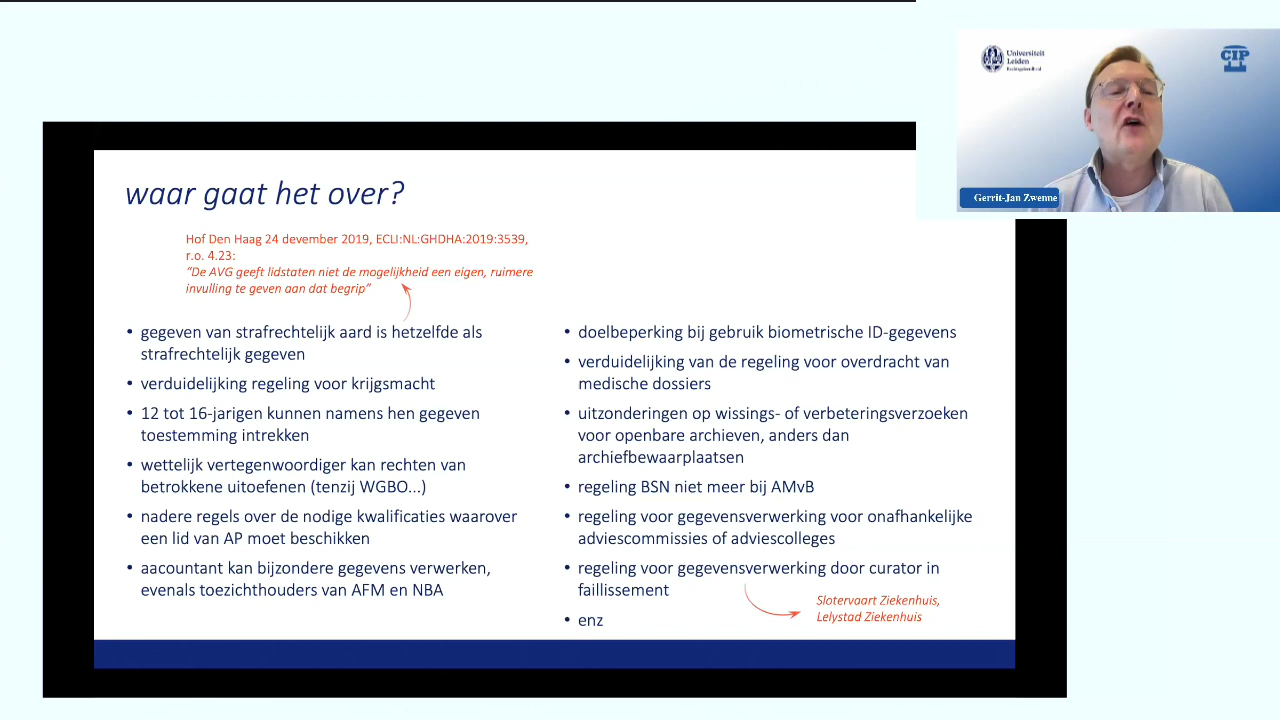 waar gaat het over?
Hof Den Haag 24 devember 2019, ECLI:NL:GHDHA:2019:3539,
r.o. 4.23:
“De AVG geeft lidstaten niet de mogelijkheid een eigen, ruimere
invulling te geven aan dat begrip”
• gegeven van strafrechtelijk aard is hetzelfde als
strafrechtelijk gegeven
• verduidelijking regeling voor krijgsmacht
• 12 tot 16-jarigen kunnen namens hen gegeven
toestemming intrekken
• wettelijk vertegenwoordiger kan rechten van
betrokkene uitoefenen (tenzij WGBO...)
• nadere regels over de nodige kwalificaties waarover
een lid van AP moet beschikken
• aacountant kan bijzondere gegevens verwerken,
evenals toezichthouders van AFM en NBA
• doelbeperking bij gebruik biometrische ID-gegevens
• verduidelijking van de regeling voor overdracht van
medische dossiers
• uitzonderingen op wissings- of verbeteringsverzoeken
voor openbare archieven, anders dan
archiefbewaarplaatsen
• regeling BSN niet meer bij AMvB
• regeling voor gegevensverwerking voor onafhankelijke
adviescommissies of adviescolleges
• regeling voor gegevensverwerking door curator in
faillissement
Slotervaart Ziekenhuis,
Lelystad Ziekenhuis
• enz
Universiteit
Leiden
CIP
Gerrit-Jan Zwenne